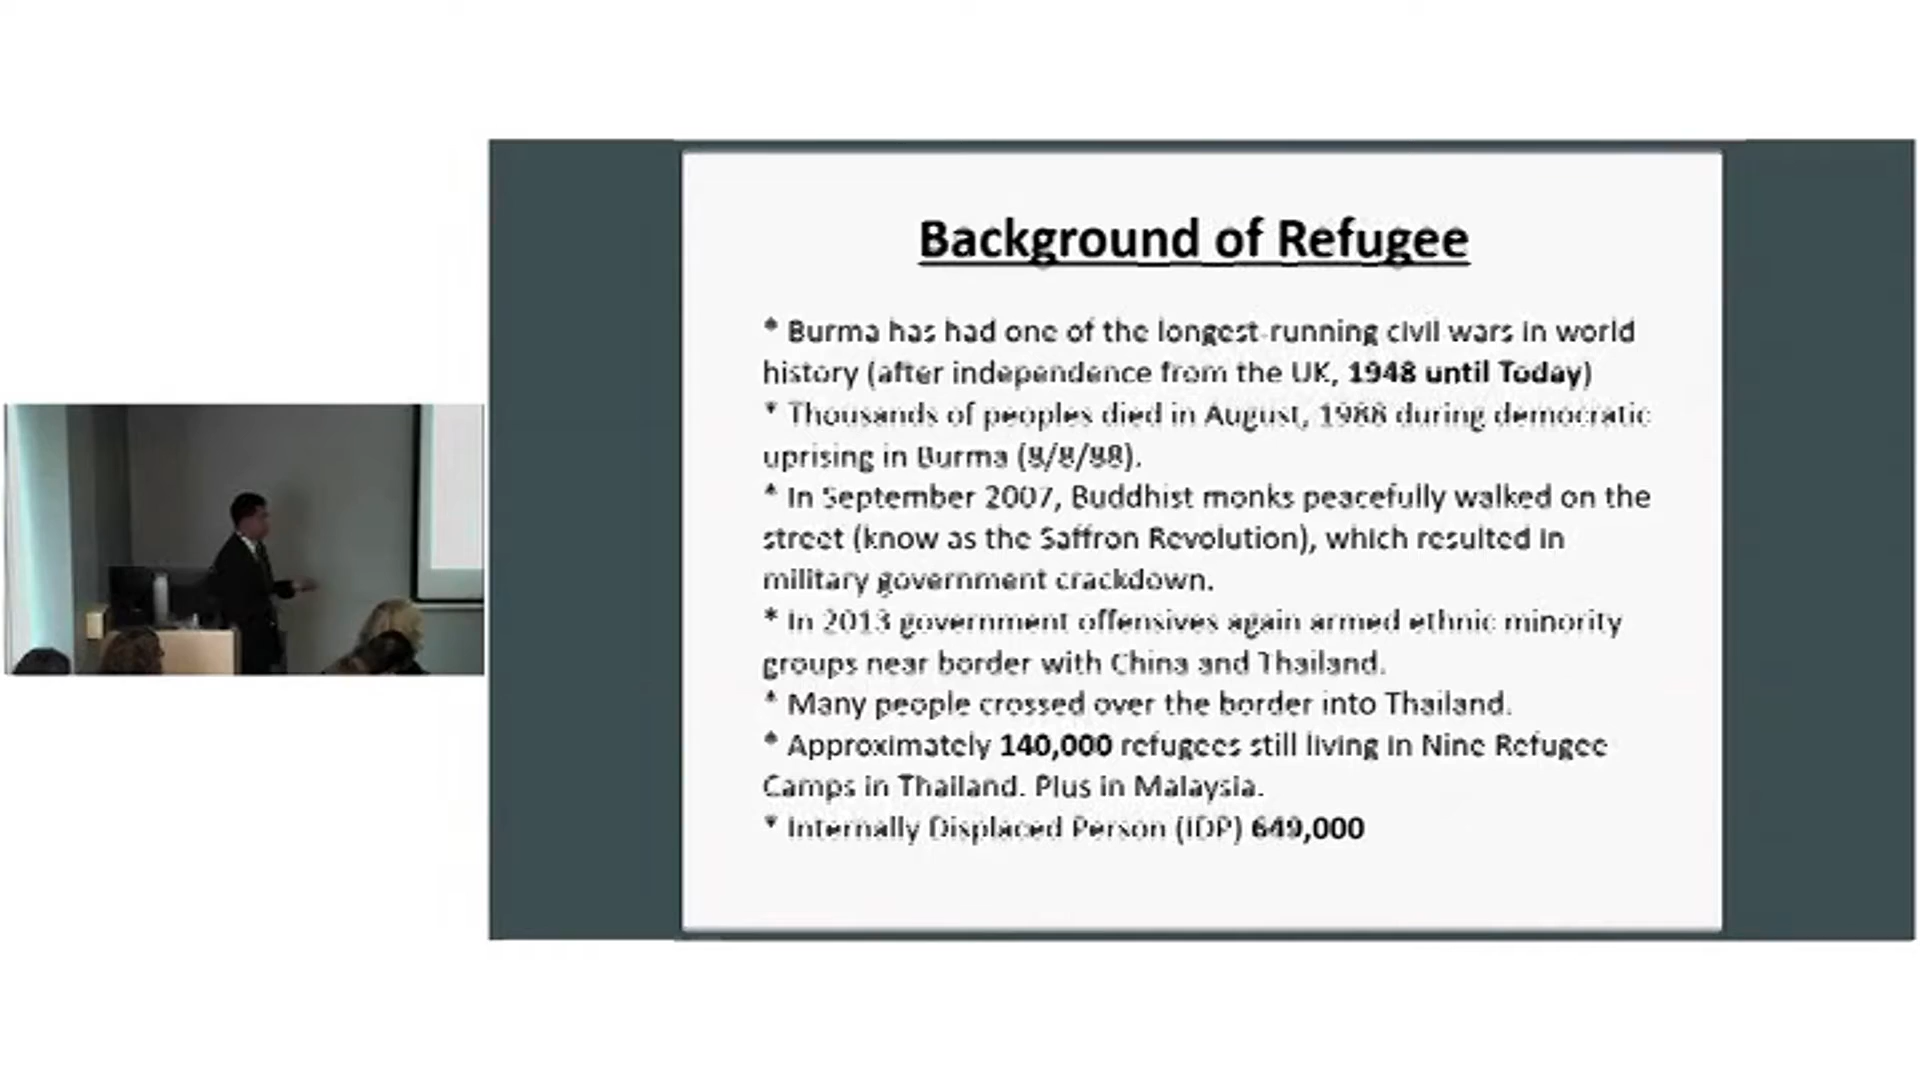 Background of Refugee
* Burma has had one of the longest-running civil wars in world
history (after independence from the UK, 1948 until Today)
* Thousands of peoples died in August, 1988 during democratic
uprising in Burma (8/8/88).
* In September 2007, Buddhist monks peacefully walked on the
street (know as the Saffron Revolution), which resulted in
military government crackdown.
* In 2013 government offensives again armed ethnic minority
groups near border with China and Thailand.
* Many people crossed over the border into Thailand.
* Approximately 140,000 refugees still living in Nine Refugee
Camps in Thailand. Plus in Malaysia.
* Internally Displaced Person (IDP) 649,000